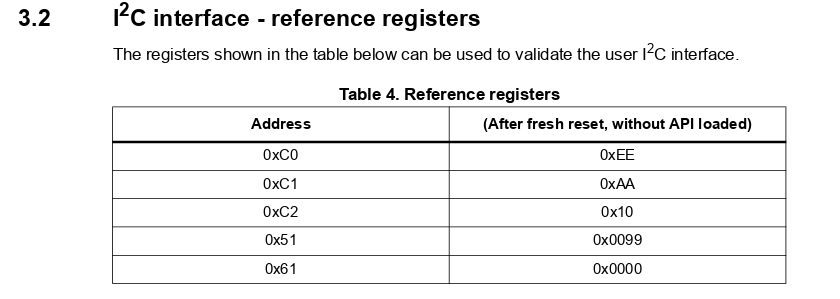 3.2 I²C interface - reference registers
The registers shown in the table below can be used to validate the user I²C interface.
Table 4. Reference registers
Address (After fresh reset, without API loaded)
0xC0 0xEE
0xC1 0xAA
0xC2 0x10
0x51 0x0099
0x61 0x0000